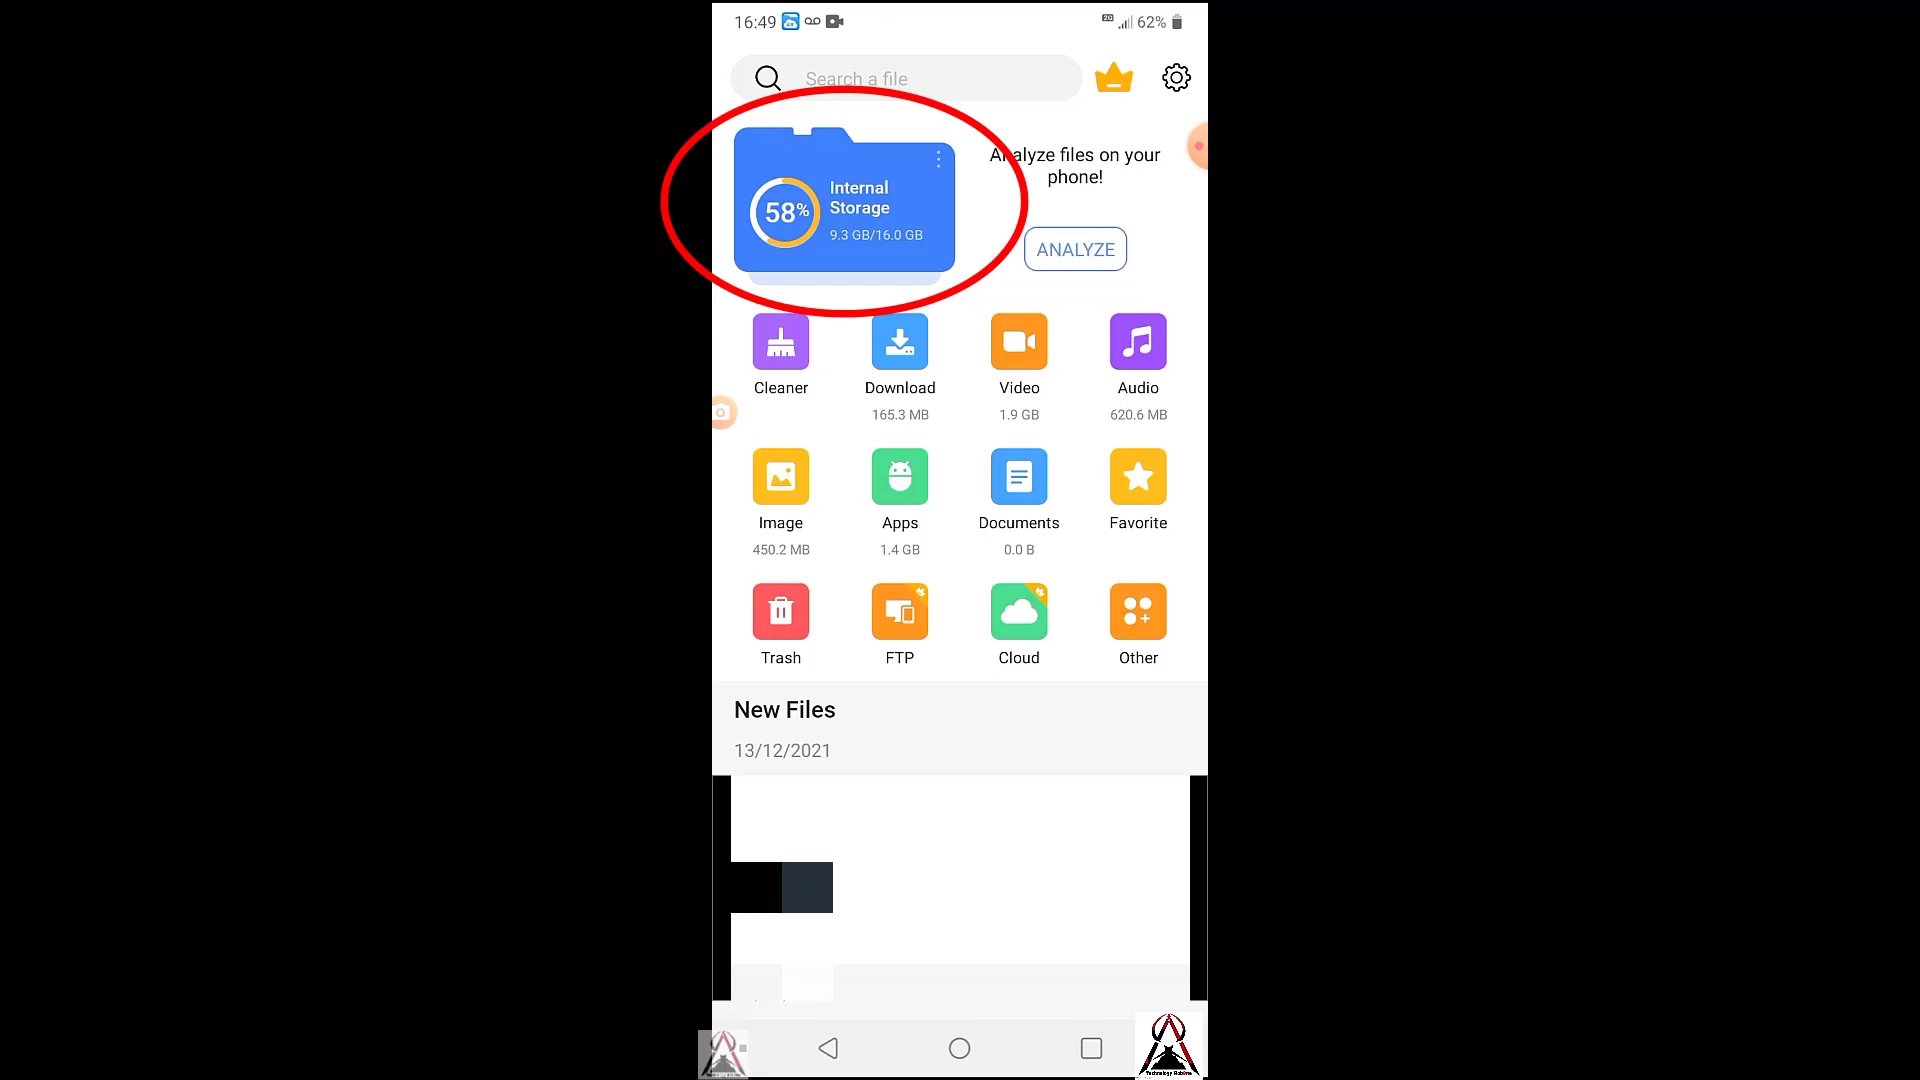 16:49
2G
62%
Search a file
Internal
Storage
58%
9.3 GB/16.0 GB
Analyze files on your
phone!
ANALYZE
Cleaner
Download
Video
Audio
165.3 MB
1.9 GB
620.6 MB
Image
Apps
Documents
Favorite
450.2 MB
1.4 GB
0.0 B
Trash
FTP
Cloud
Other
New Files
13/12/2021